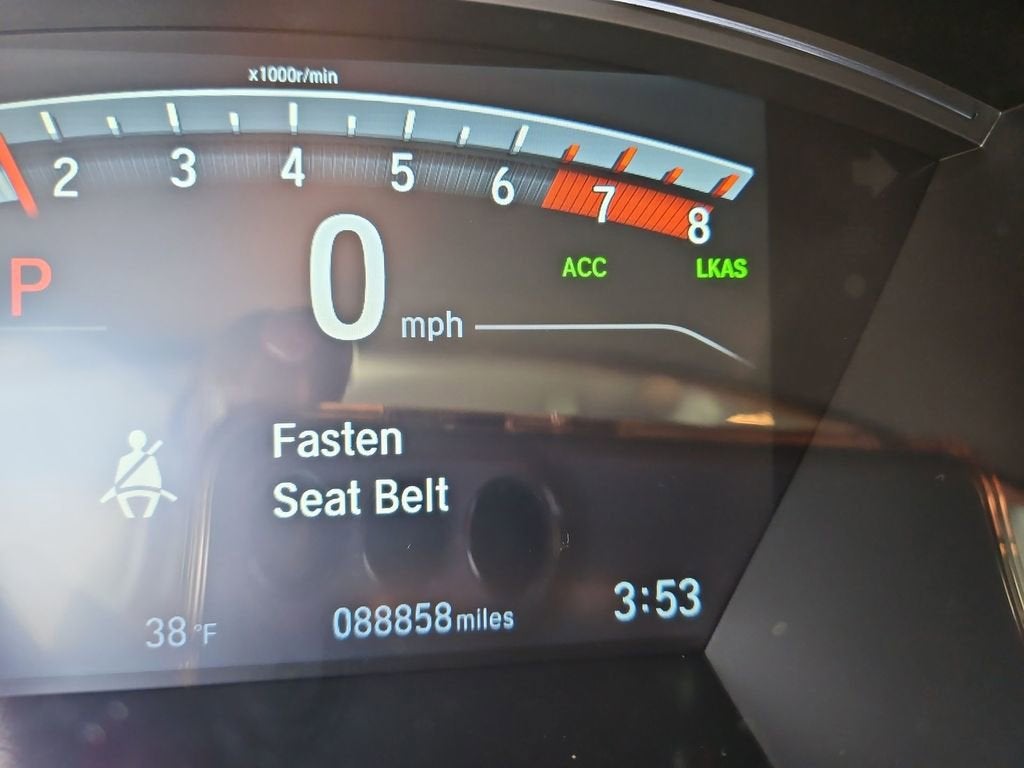 x1000r/min
2 3 4 5 6 7 8
P
0 mph
ACC LKAS
Fasten
Seat Belt
38°F 088858 miles 3:53